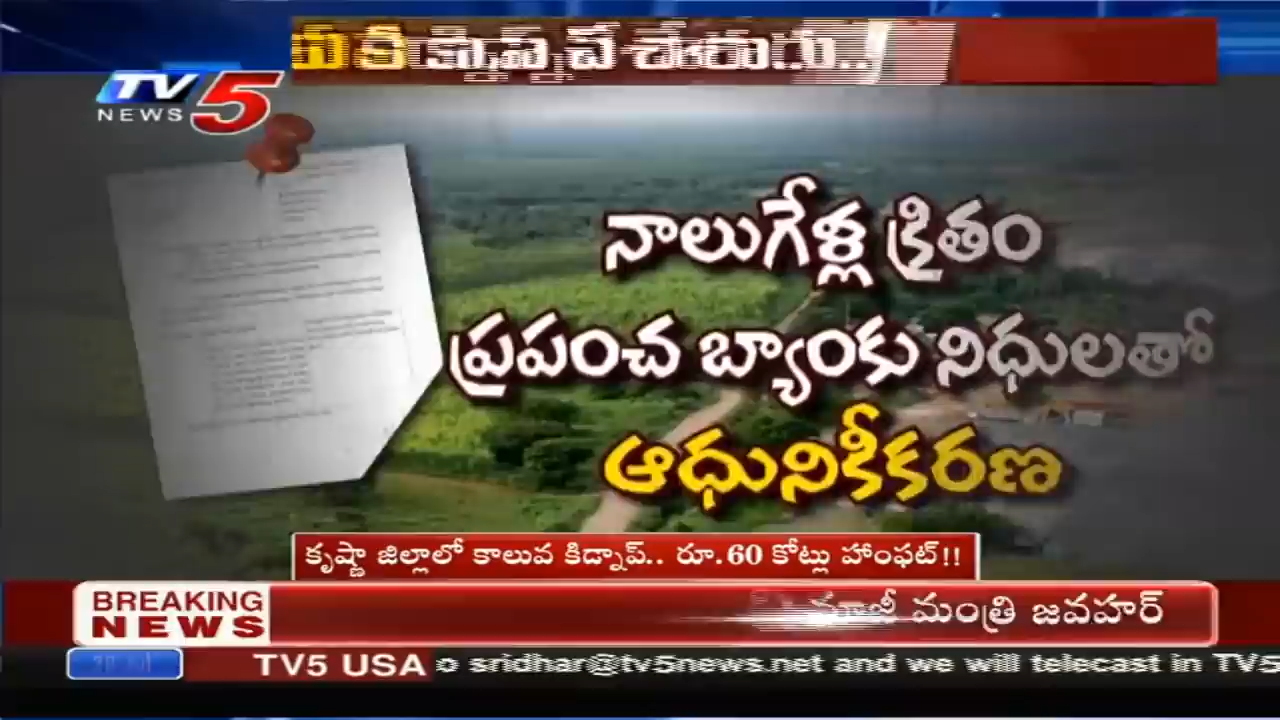 TV5
NEWS
నాలుగేళ్ల క్రితం
ప్రపంచ బ్యాంకు నిధులతో
ఆధునికీకరణ
కృష్ణా జిల్లాలో కాలువ కిడ్నాప్.. రూ.60 కోట్లు హాంఫట్!!
BREAKING
NEWS
మాజీ మంత్రి జవహర్
TV5 USA
o sridhar@tv5news.net and we will telecast in TV5